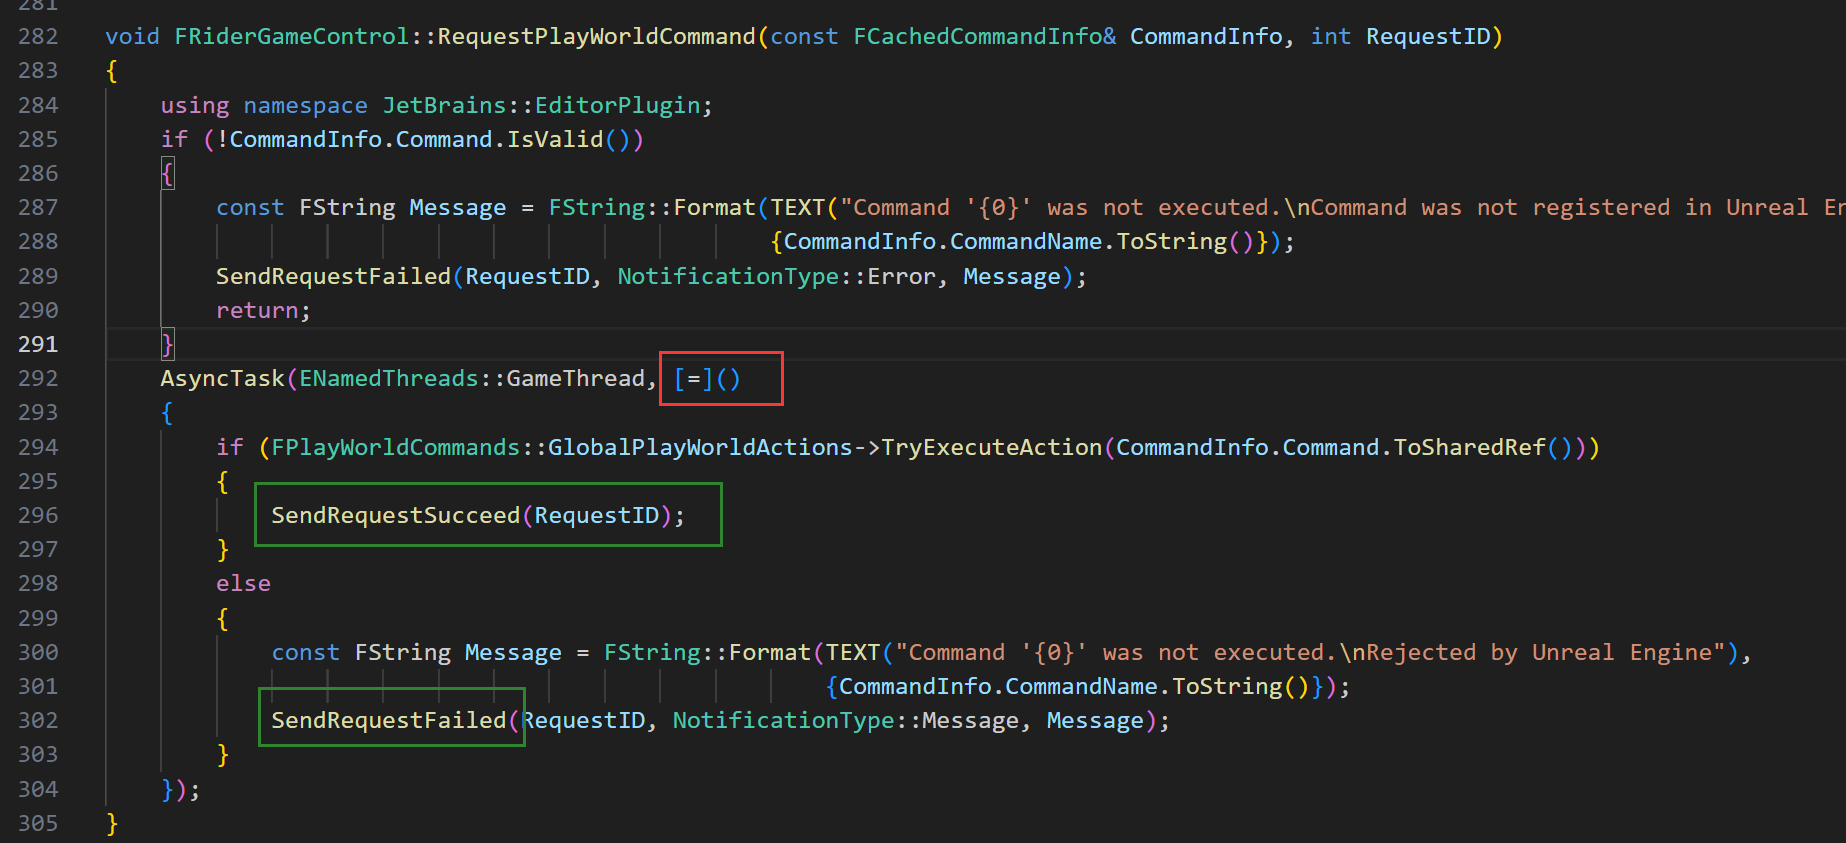 281
282 void FRiderGameControl::RequestPlayWorldCommand(const FCachedCommandInfo& CommandInfo, int RequestID)
283 {
284 using namespace JetBrains::EditorPlugin;
285 if (!CommandInfo.Command.IsValid())
286 {
287 const FString Message = FString::Format(TEXT("Command '{0}' was not executed.\nCommand was not registered in Unreal En
288 {CommandInfo.CommandName.ToString()});
289 SendRequestFailed(RequestID, NotificationType::Error, Message);
290 return;
291 }
292 AsyncTask(ENamedThreads::GameThread, [=]()
293 {
294 if (FPlayWorldCommands::GlobalPlayWorldActions->TryExecuteAction(CommandInfo.Command.ToSharedRef()))
295 {
296 SendRequestSucceed(RequestID);
297 }
298 else
299 {
300 const FString Message = FString::Format(TEXT("Command '{0}' was not executed.\nRejected by Unreal Engine"),
301 {CommandInfo.CommandName.ToString()});
302 SendRequestFailed(RequestID, NotificationType::Message, Message);
303 }
304 });
305 }